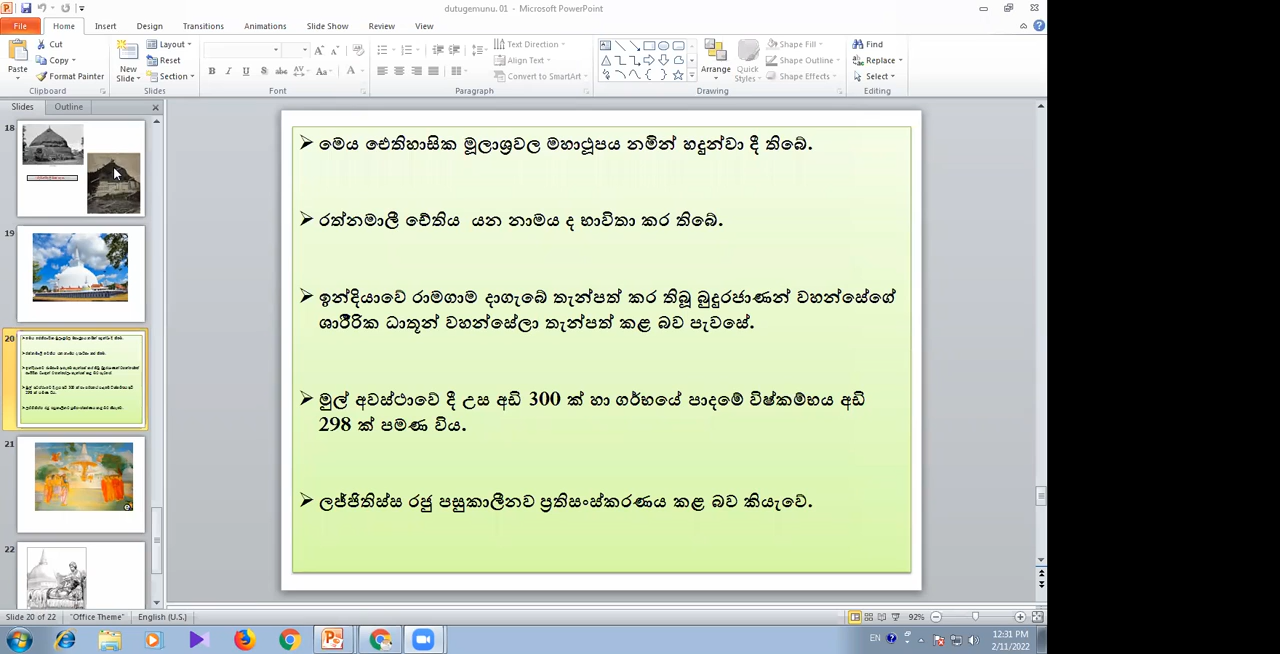 dutugemunu. 01 - Microsoft PowerPoint
File Home Insert Design Transitions Animations Slide Show Review View
Cut
Copy
Format Painter
Paste
Clipboard
New Slide
Layout
Reset
Section
Slides
B I U S abc AV Aa A
Font
Text Direction
Align Text
Convert to SmartArt
Paragraph
Arrange
Quick Styles
Shape Fill
Shape Outline
Shape Effects
Drawing
Find
Replace
Select
Editing
Slides Outline
18
19
20
21
22
මෙය ඓතිහාසික මූලාශ්‍රවල මහාථූපය නමින් හඳුන්වා දී තිබේ.
රත්නමාලී චේතිය යන නාමය ද භාවිතා කර තිබේ.
ඉන්දියාවේ රාමගාම දාගැබේ තැන්පත් කර තිබූ බුදුරජාණන් වහන්සේගේ
ශාරීරික ධාතූන් වහන්සේලා තැන්පත් කළ බව පැවසේ.
මුල් අවස්ථාවේ දී උස අඩි 300 ක් හා ගර්භයේ පාදමේ විෂ්කම්භය අඩි
298 ක් පමණ විය.
ලජ්ජිතිස්ස රජු පසුකාලීනව ප්‍රතිසංස්කරණය කළ බව කියැවේ.
Slide 20 of 22 "Office Theme" English (U.S.) 92%
EN 12:31 PM
2/11/2022